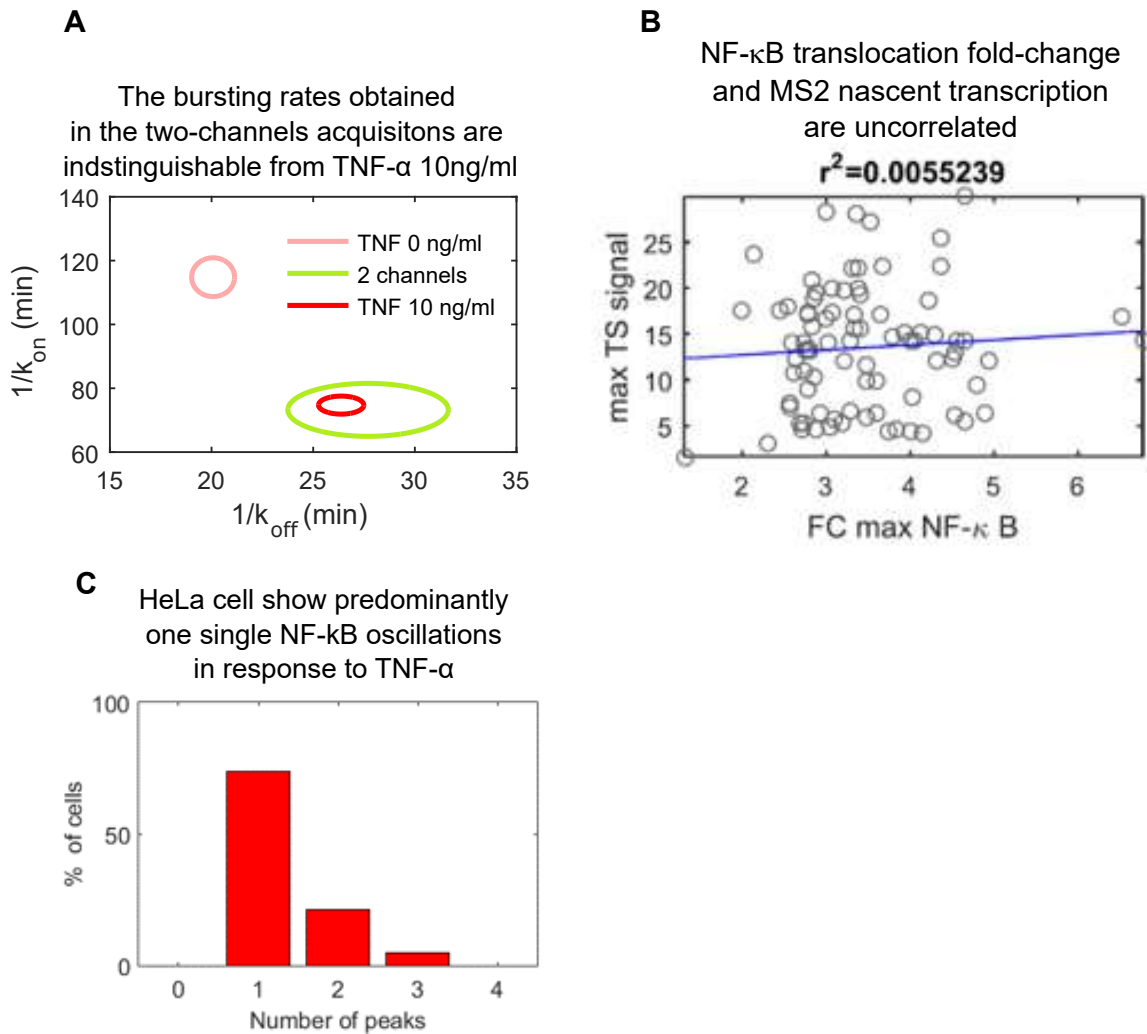 A
The bursting rates obtained
in the two-channels acquisitons are
indstinguishable from TNF-α 10ng/ml
140
120
100
80
60
1/k_on (min)
TNF 0 ng/ml
2 channels
TNF 10 ng/ml
15 20 25 30 35
1/k_off (min)
B
NF-κB translocation fold-change
and MS2 nascent transcription
are uncorrelated
r²=0.0055239
25
20
15
10
5
max TS signal
2 3 4 5 6
FC max NF-κ B
C
HeLa cell show predominantly
one single NF-kB oscillations
in response to TNF-α
100
50
0
% of cells
0 1 2 3 4
Number of peaks